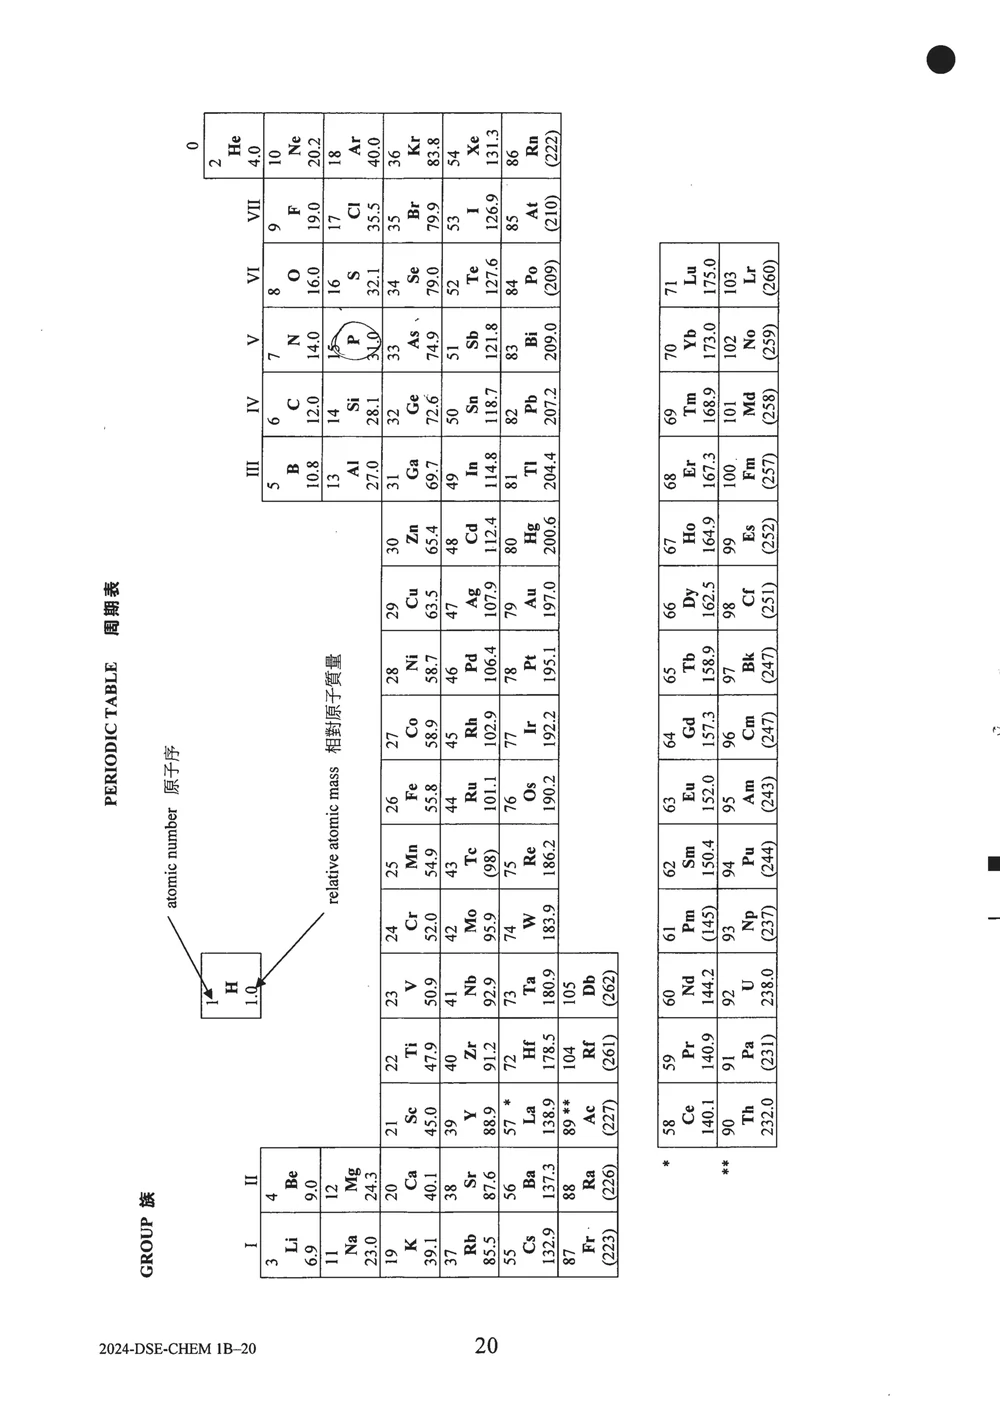 PERIODIC TABLE 周期表
GROUP 族
atomic number 原子序
relative atomic mass 相對原子質量
1 H 1.0
I II III IV V VI VII 0
2 He 4.0
3 Li 6.9 4 Be 9.0 5 B 10.8 6 C 12.0 7 N 14.0 8 O 16.0 9 F 19.0 10 Ne 20.2
11 Na 23.0 12 Mg 24.3 13 Al 27.0 14 Si 28.1 15 P 31.0 16 S 32.1 17 Cl 35.5 18 Ar 40.0
19 K 39.1 20 Ca 40.1 21 Sc 45.0 22 Ti 47.9 23 V 50.9 24 Cr 52.0 25 Mn 54.9 26 Fe 55.8 27 Co 58.9 28 Ni 58.7 29 Cu 63.5 30 Zn 65.4 31 Ga 69.7 32 Ge 72.6 33 As 74.9 34 Se 79.0 35 Br 79.9 36 Kr 83.8
37 Rb 85.5 38 Sr 87.6 39 Y 88.9 40 Zr 91.2 41 Nb 92.9 42 Mo 95.9 43 Tc (98) 44 Ru 101.1 45 Rh 102.9 46 Pd 106.4 47 Ag 107.9 48 Cd 112.4 49 In 114.8 50 Sn 118.7 51 Sb 121.8 52 Te 127.6 53 I 126.9 54 Xe 131.3
55 Cs 132.9 56 Ba 137.3 57 * La 138.9 72 Hf 178.5 73 Ta 180.9 74 W 183.9 75 Re 186.2 76 Os 190.2 77 Ir 192.2 78 Pt 195.1 79 Au 197.0 80 Hg 200.6 81 Tl 204.4 82 Pb 207.2 83 Bi 209.0 84 Po (209) 85 At (210) 86 Rn (222)
87 Fr (223) 88 Ra (226) 89 ** Ac (227) 104 Rf (261) 105 Db (262)
* 58 Ce 140.1 59 Pr 140.9 60 Nd 144.2 61 Pm (145) 62 Sm 150.4 63 Eu 152.0 64 Gd 157.3 65 Tb 158.9 66 Dy 162.5 67 Ho 164.9 68 Er 167.3 69 Tm 168.9 70 Yb 173.0 71 Lu 175.0
** 90 Th 232.0 91 Pa (231) 92 U 238.0 93 Np (237) 94 Pu (244) 95 Am (243) 96 Cm (247) 97 Bk (247) 98 Cf (251) 99 Es (252) 100 Fm (257) 101 Md (258) 102 No (259) 103 Lr (260)
2024-DSE-CHEM 1B–20
20